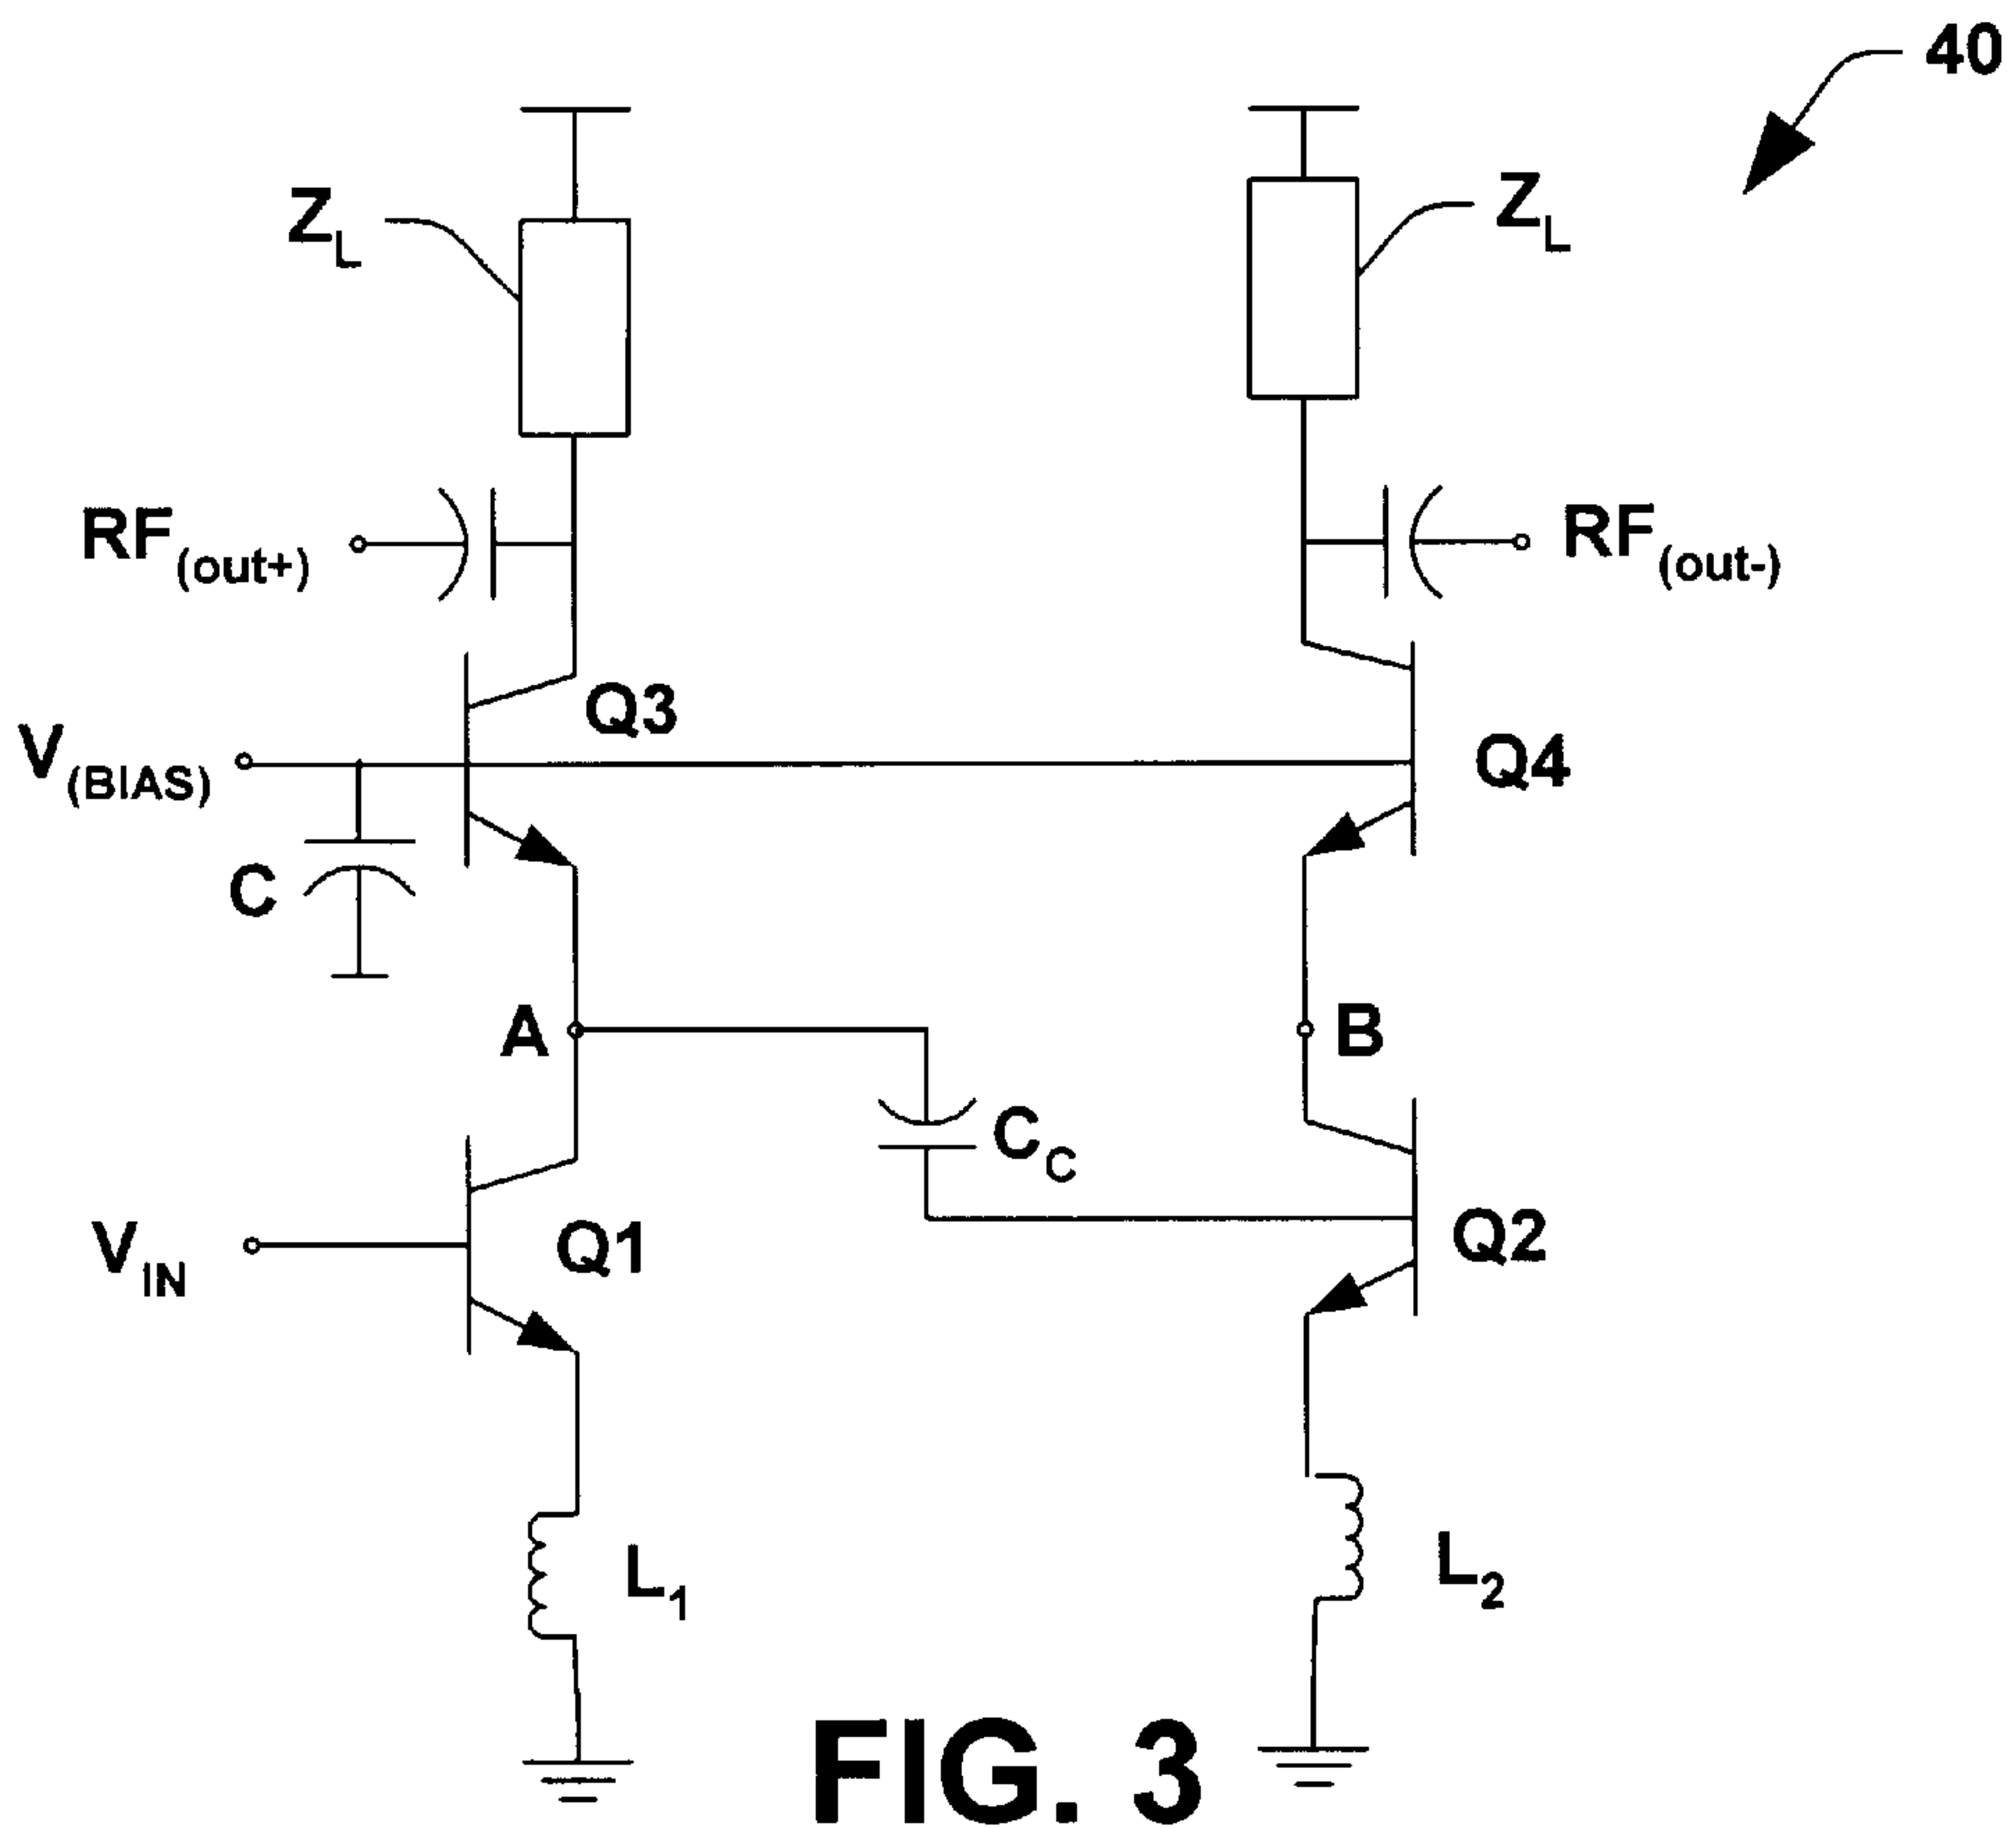 40
Z_L
Z_L
RF_(out+)
RF_(out-)
Q3
V_(BIAS)
Q4
C
A
B
C_C
V_IN
Q1
Q2
L_1
L_2
FIG. 3